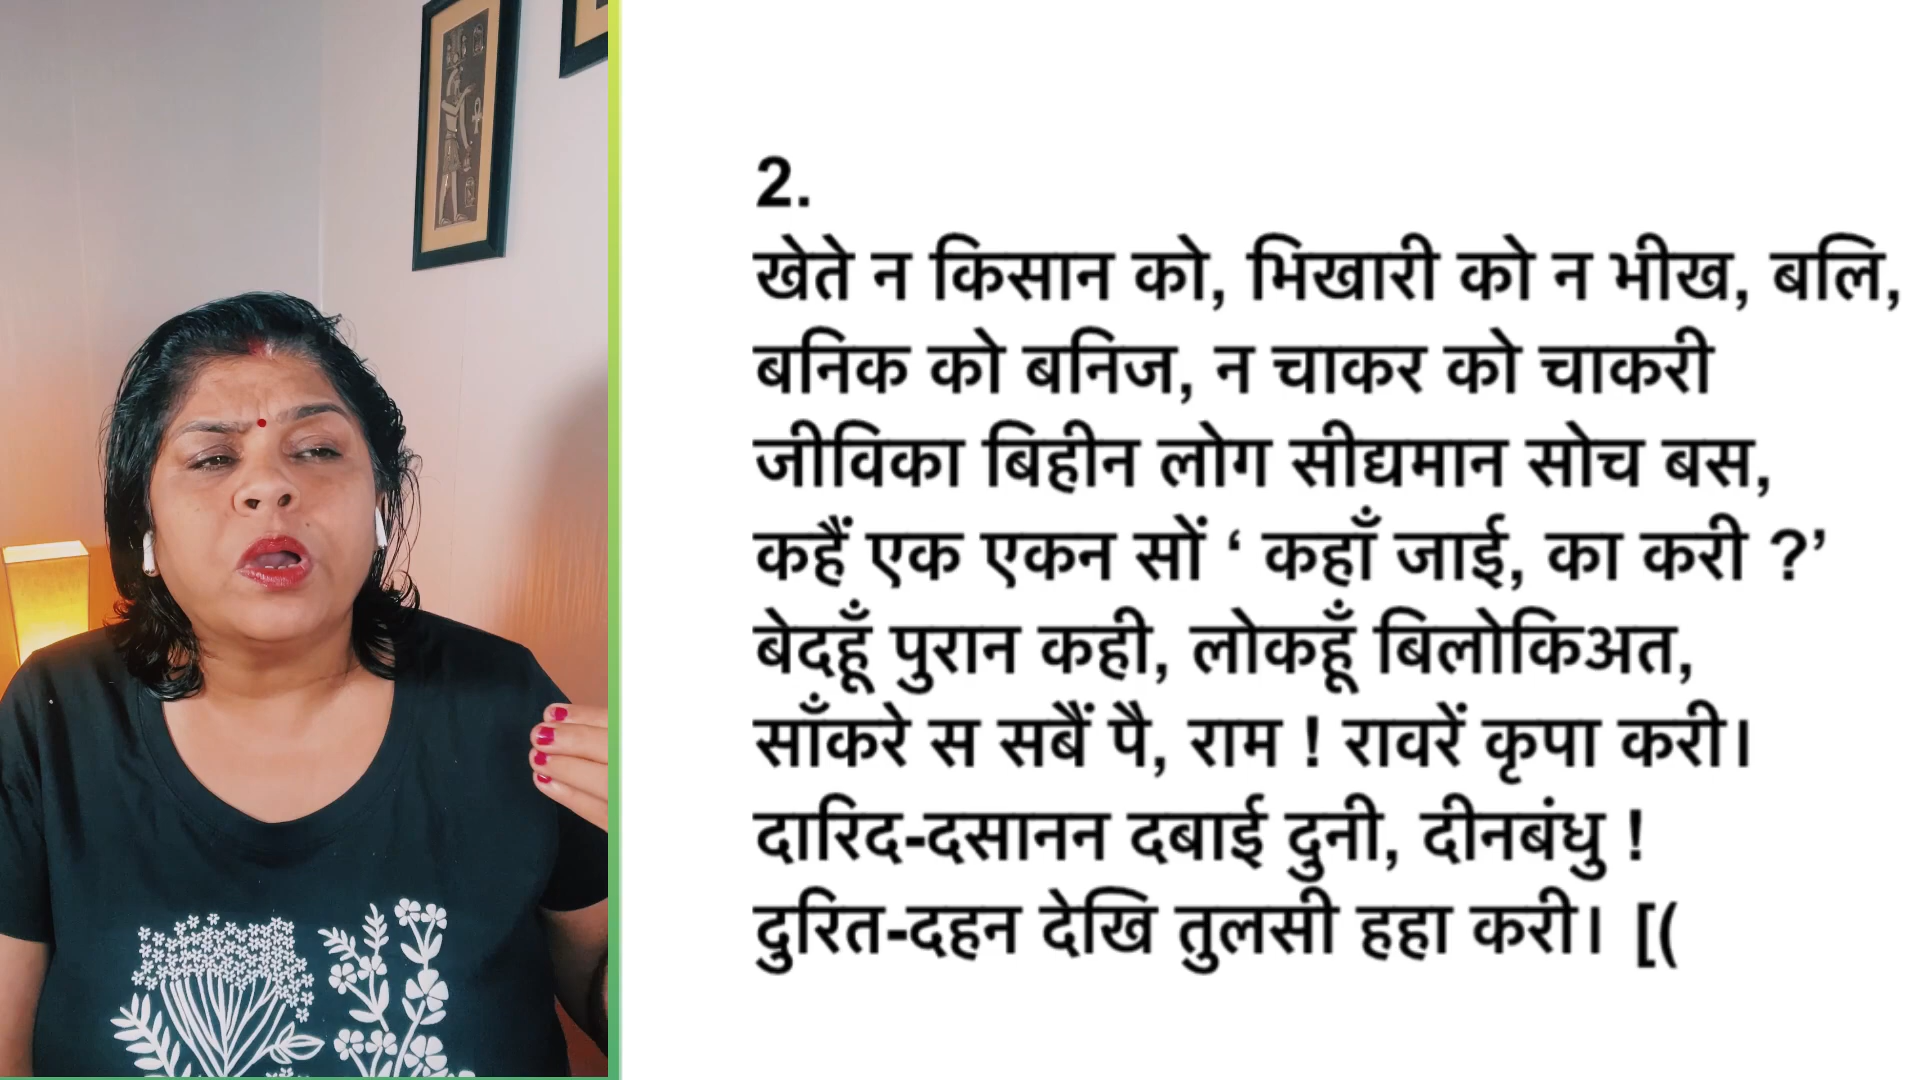 2.
खेते न किसान को, भिखारी को न भीख, बलि,
बनिक को बनिज, न चाकर को चाकरी
जीविका बिहीन लोग सीद्यमान सोच बस,
कहैं एक एकन सों ‘ कहाँ जाई, का करी ?’
बेदहूँ पुरान कही, लोकहूँ बिलोकिअत,
साँकरे स सबैं पै, राम ! रावरें कृपा करी।
दारिद-दसानन दबाई दुनी, दीनबंधु !
दुरित-दहन देखि तुलसी हहा करी। [(